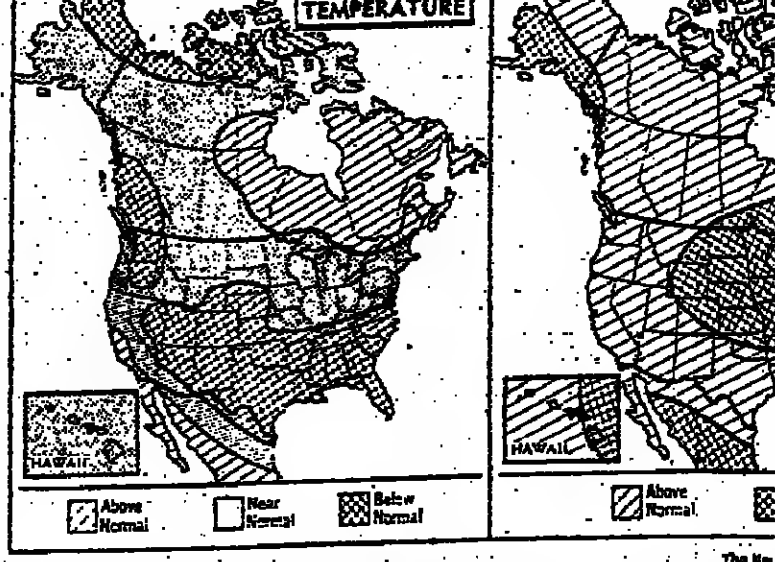 TEMPERATURE
HAWAII
Above
Normal
Near
Normal
Below
Normal
HAWAII
Above
Normal